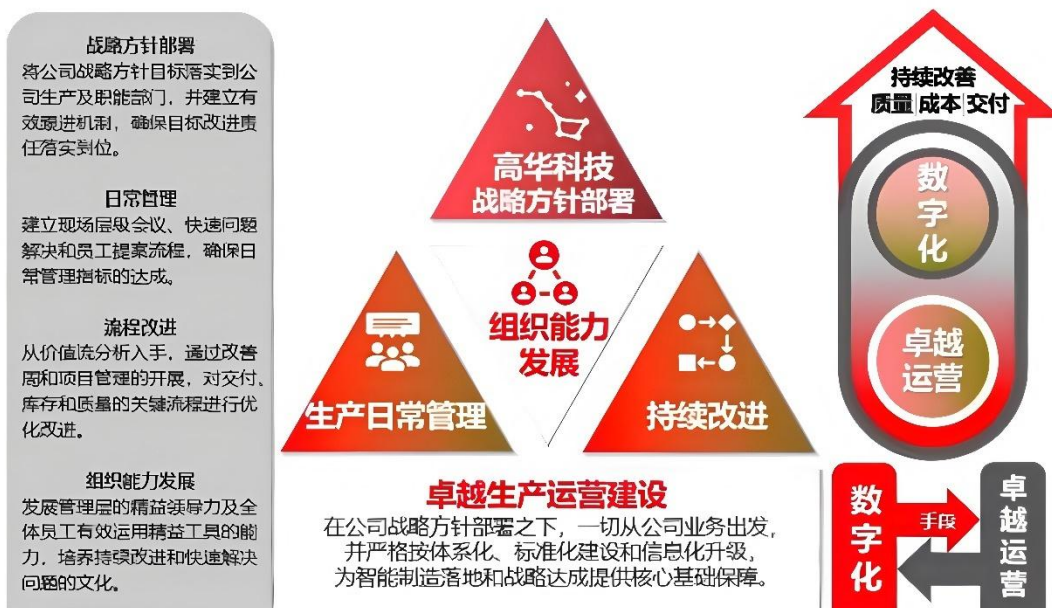 战略方针部署
将公司战略方针目标落实到公
司生产及职能部门，并建立有
效跟进机制，确保目标改进责
任落实到位。
日常管理
建立现场层级会议、快速问题
解决和员工提案流程，确保日
常管理指标的达成。
流程改进
从价值流分析入手，通过改善
周和项目管理的开展，对交付、
库存和质量的关键流程进行优
化改进。
组织能力发展
发展管理层的精益领导力及全
体员工有效运用精益工具的能
力，培养持续改进和快速解决
问题的文化。
高华科技
战略方针部署
组织能力
发展
生产日常管理
持续改进
卓越生产运营建设
在公司战略方针部署之下，一切从公司业务出发，
并严格按体系化、标准化建设和信息化升级，
为智能制造落地和战略达成提供核心基础保障。
持续改善
质量|成本|交付
数字化
卓越
运营
数字化
手段
卓越运营